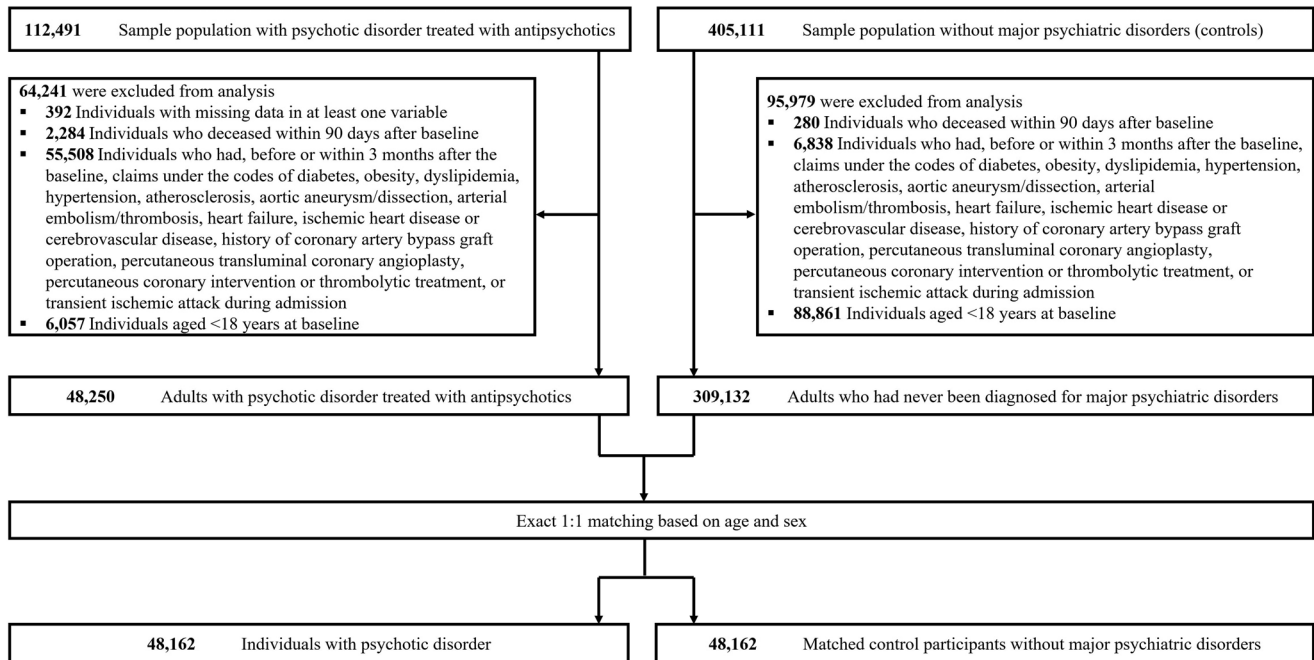 112,491 Sample population with psychotic disorder treated with antipsychotics
405,111 Sample population without major psychiatric disorders (controls)
64,241 were excluded from analysis
▪ 392 Individuals with missing data in at least one variable
▪ 2,284 Individuals who deceased within 90 days after baseline
▪ 55,508 Individuals who had, before or within 3 months after the
baseline, claims under the codes of diabetes, obesity, dyslipidemia,
hypertension, atherosclerosis, aortic aneurysm/dissection, arterial
embolism/thrombosis, heart failure, ischemic heart disease or
cerebrovascular disease, history of coronary artery bypass graft
operation, percutaneous transluminal coronary angioplasty,
percutaneous coronary intervention or thrombolytic treatment, or
transient ischemic attack during admission
▪ 6,057 Individuals aged <18 years at baseline
95,979 were excluded from analysis
▪ 280 Individuals who deceased within 90 days after baseline
▪ 6,838 Individuals who had, before or within 3 months after the baseline,
claims under the codes of diabetes, obesity, dyslipidemia, hypertension,
atherosclerosis, aortic aneurysm/dissection, arterial
embolism/thrombosis, heart failure, ischemic heart disease or
cerebrovascular disease, history of coronary artery bypass graft
operation, percutaneous transluminal coronary angioplasty,
percutaneous coronary intervention or thrombolytic treatment, or
transient ischemic attack during admission
▪ 88,861 Individuals aged <18 years at baseline
48,250 Adults with psychotic disorder treated with antipsychotics
309,132 Adults who had never been diagnosed for major psychiatric disorders
Exact 1:1 matching based on age and sex
48,162 Individuals with psychotic disorder
48,162 Matched control participants without major psychiatric disorders